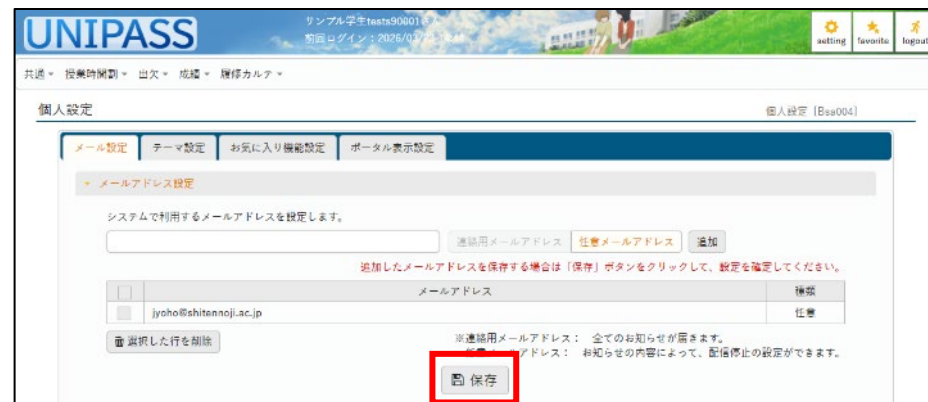 UNIPASS
サンプル学生tests90001さん
前回ログイン：2026/03/
setting favorite logout
共通 授業時間割 出欠 成績 履修カルテ
個人設定
個人設定 [Bsa004]
メール設定 テーマ設定 お気に入り機能設定 ポータル表示設定
メールアドレス設定
システムで利用するメールアドレスを設定します。
連絡用メールアドレス 任意メールアドレス 追加
追加したメールアドレスを保存する場合は「保存」ボタンをクリックして、設定を確定してください。
メールアドレス 種類
jyoho@shitennoji.ac.jp 任意
選択した行を削除
※連絡用メールアドレス： 全てのお知らせが届きます。
任意メールアドレス： お知らせの内容によって、配信停止の設定ができます。
保存